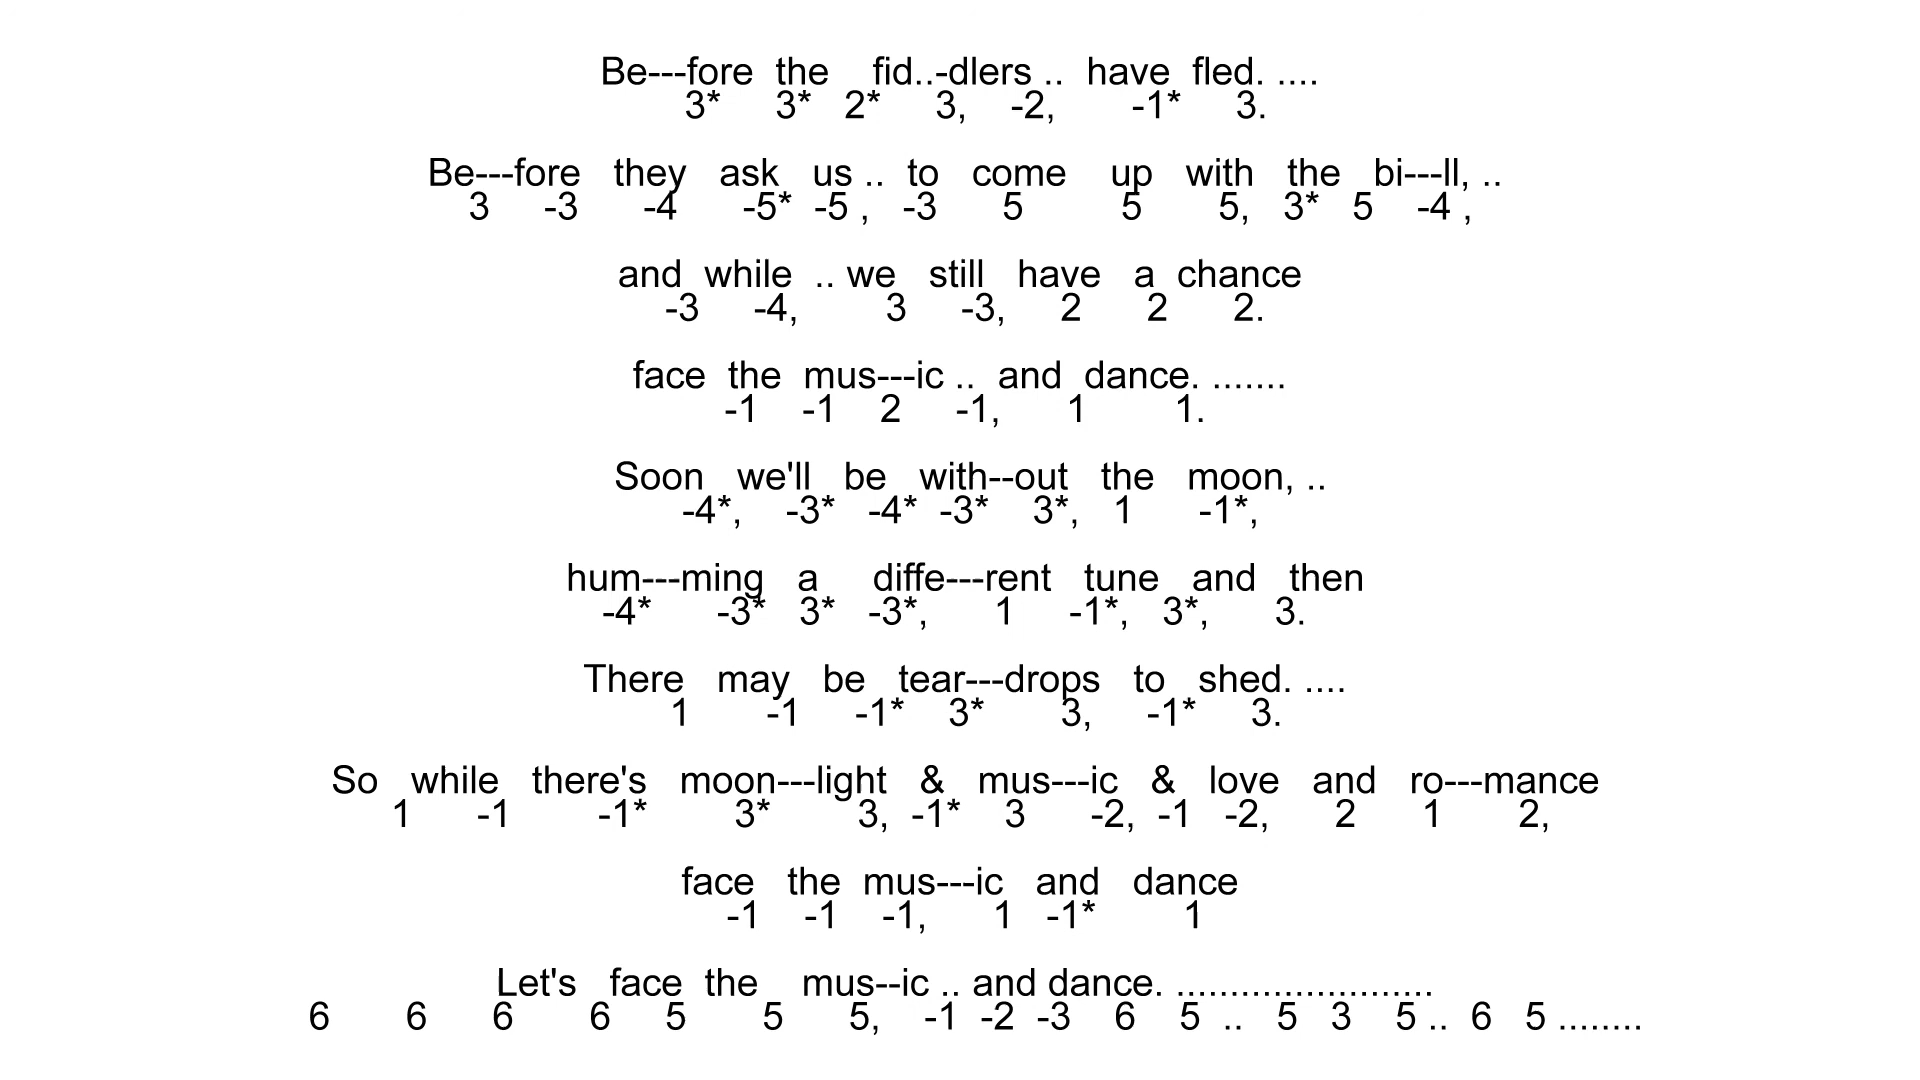 Be---fore the fid..-dlers .. have fled. ....
3* 3* 2* 3, -2, -1* 3.
Be---fore they ask us .. to come up with the bi---ll, ..
3 -3 -4 -5* -5 , -3 5 5 5, 3* 5 -4 ,
and while .. we still have a chance
-3 -4, 3 -3, 2 2 2.
face the mus---ic .. and dance. .......
-1 -1 2 -1, 1 1.
Soon we'll be with--out the moon, ..
-4*, -3* -4* -3* 3*, 1 -1*,
hum---ming a diffe---rent tune and then
-4* -3* 3* -3*, 1 -1*, 3*, 3.
There may be tear---drops to shed. ....
1 -1 -1* 3* 3, -1* 3.
So while there's moon---light & mus---ic & love and ro---mance
1 -1 -1* 3* 3, -1* 3 -2, -1 -2, 2 1 2,
face the mus---ic and dance
-1 -1 -1, 1 -1* 1
Let's face the mus--ic .. and dance. ........................
6 6 6 6 5 5 5, -1 -2 -3 6 5 .. 5 3 5 .. 6 5 ........